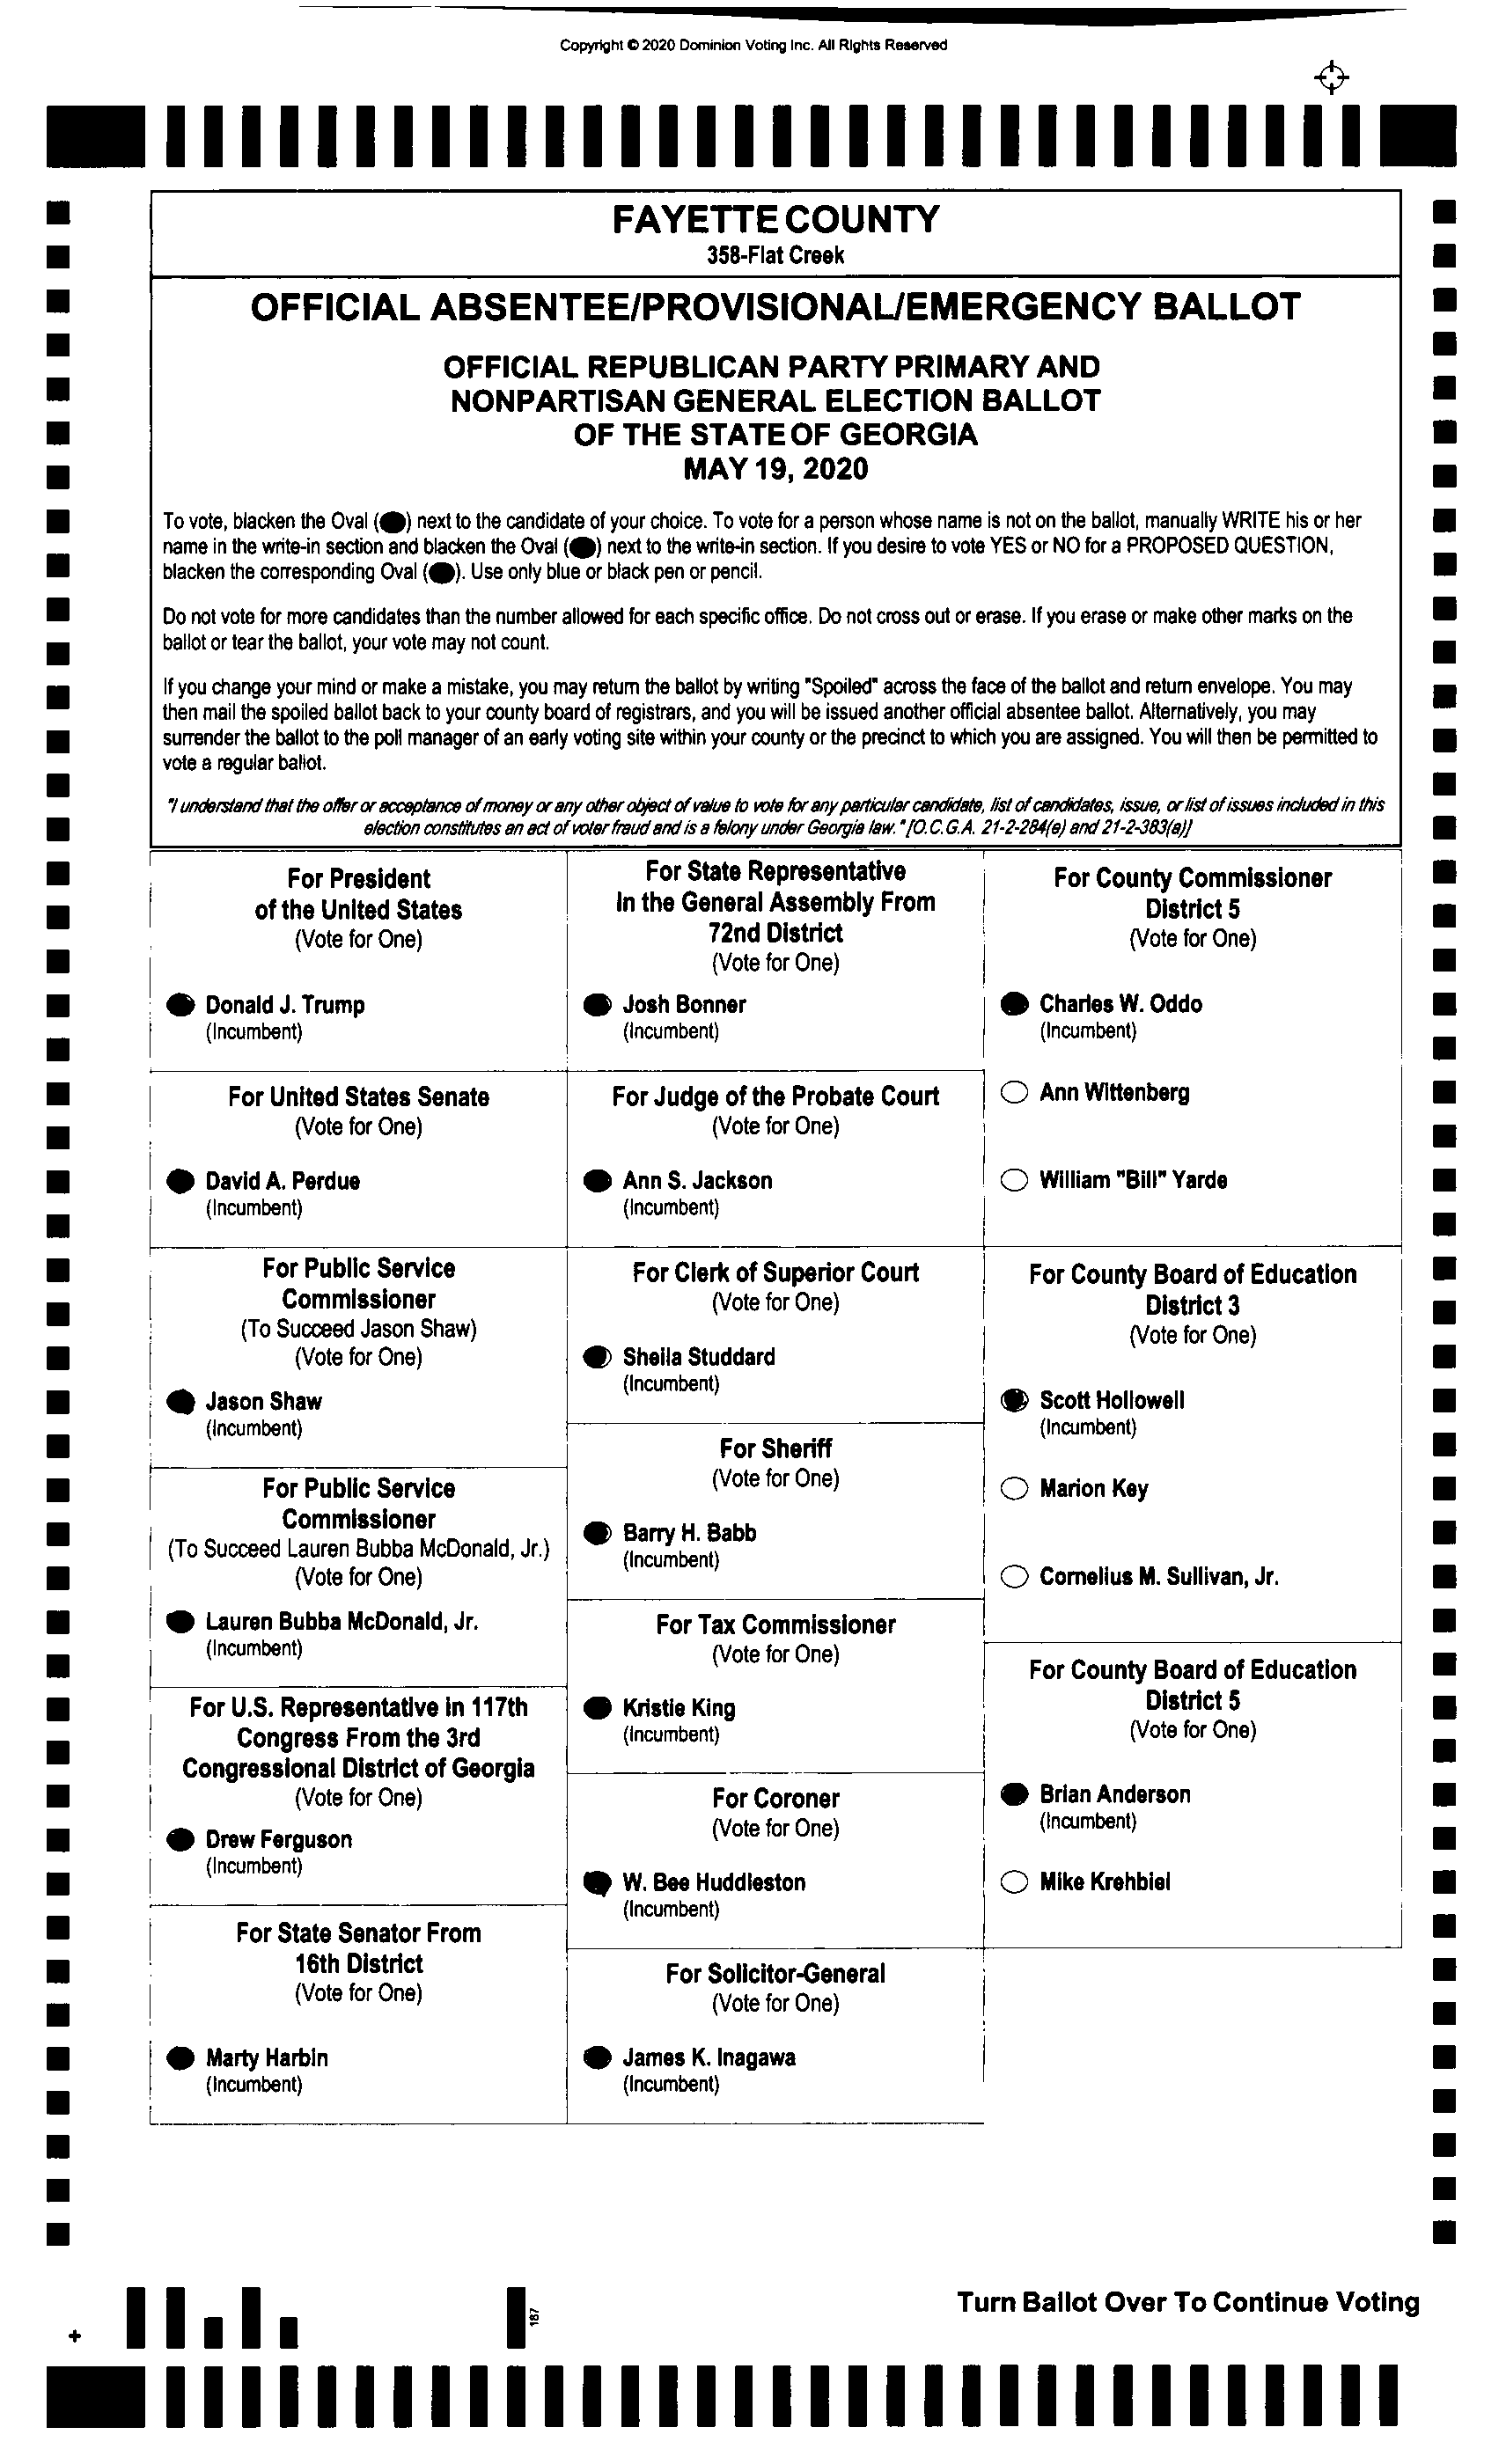 Copyright © 2020 Dominion Voting Inc. All Rights Reserved
FAYETTE COUNTY
358-Flat Creek
OFFICIAL ABSENTEE/PROVISIONAL/EMERGENCY BALLOT
OFFICIAL REPUBLICAN PARTY PRIMARY AND
NONPARTISAN GENERAL ELECTION BALLOT
OF THE STATE OF GEORGIA
MAY 19, 2020
To vote, blacken the Oval (⬤) next to the candidate of your choice. To vote for a person whose name is not on the ballot, manually WRITE his or her
name in the write-in section and blacken the Oval (⬤) next to the write-in section. If you desire to vote YES or NO for a PROPOSED QUESTION,
blacken the corresponding Oval (⬤). Use only blue or black pen or pencil.
Do not vote for more candidates than the number allowed for each specific office. Do not cross out or erase. If you erase or make other marks on the
ballot or tear the ballot, your vote may not count.
If you change your mind or make a mistake, you may return the ballot by writing "Spoiled" across the face of the ballot and return envelope. You may
then mail the spoiled ballot back to your county board of registrars, and you will be issued another official absentee ballot. Alternatively, you may
surrender the ballot to the poll manager of an early voting site within your county or the precinct to which you are assigned. You will then be permitted to
vote a regular ballot.
"I understand that the offer or acceptance of money or any other object of value to vote for any particular candidate, list of candidates, issue, or list of issues included in this
election constitutes an act of voter fraud and is a felony under Georgia law." [O.C.G.A. 21-2-284(e) and 21-2-383(a)]
For President
of the United States
(Vote for One)
Donald J. Trump
(Incumbent)
For United States Senate
(Vote for One)
David A. Perdue
(Incumbent)
For Public Service
Commissioner
(To Succeed Jason Shaw)
(Vote for One)
Jason Shaw
(Incumbent)
For Public Service
Commissioner
(To Succeed Lauren Bubba McDonald, Jr.)
(Vote for One)
Lauren Bubba McDonald, Jr.
(Incumbent)
For U.S. Representative in 117th
Congress From the 3rd
Congressional District of Georgia
(Vote for One)
Drew Ferguson
(Incumbent)
For State Senator From
16th District
(Vote for One)
Marty Harbin
(Incumbent)
For State Representative
In the General Assembly From
72nd District
(Vote for One)
Josh Bonner
(Incumbent)
For Judge of the Probate Court
(Vote for One)
Ann S. Jackson
(Incumbent)
For Clerk of Superior Court
(Vote for One)
Sheila Studdard
(Incumbent)
For Sheriff
(Vote for One)
Barry H. Babb
(Incumbent)
For Tax Commissioner
(Vote for One)
Kristie King
(Incumbent)
For Coroner
(Vote for One)
W. Bee Huddleston
(Incumbent)
For Solicitor-General
(Vote for One)
James K. Inagawa
(Incumbent)
For County Commissioner
District 5
(Vote for One)
Charles W. Oddo
(Incumbent)
Ann Wittenberg
William "Bill" Yarde
For County Board of Education
District 3
(Vote for One)
Scott Hollowell
(Incumbent)
Marion Key
Cornelius M. Sullivan, Jr.
For County Board of Education
District 5
(Vote for One)
Brian Anderson
(Incumbent)
Mike Krehbiel
Turn Ballot Over To Continue Voting
187
+